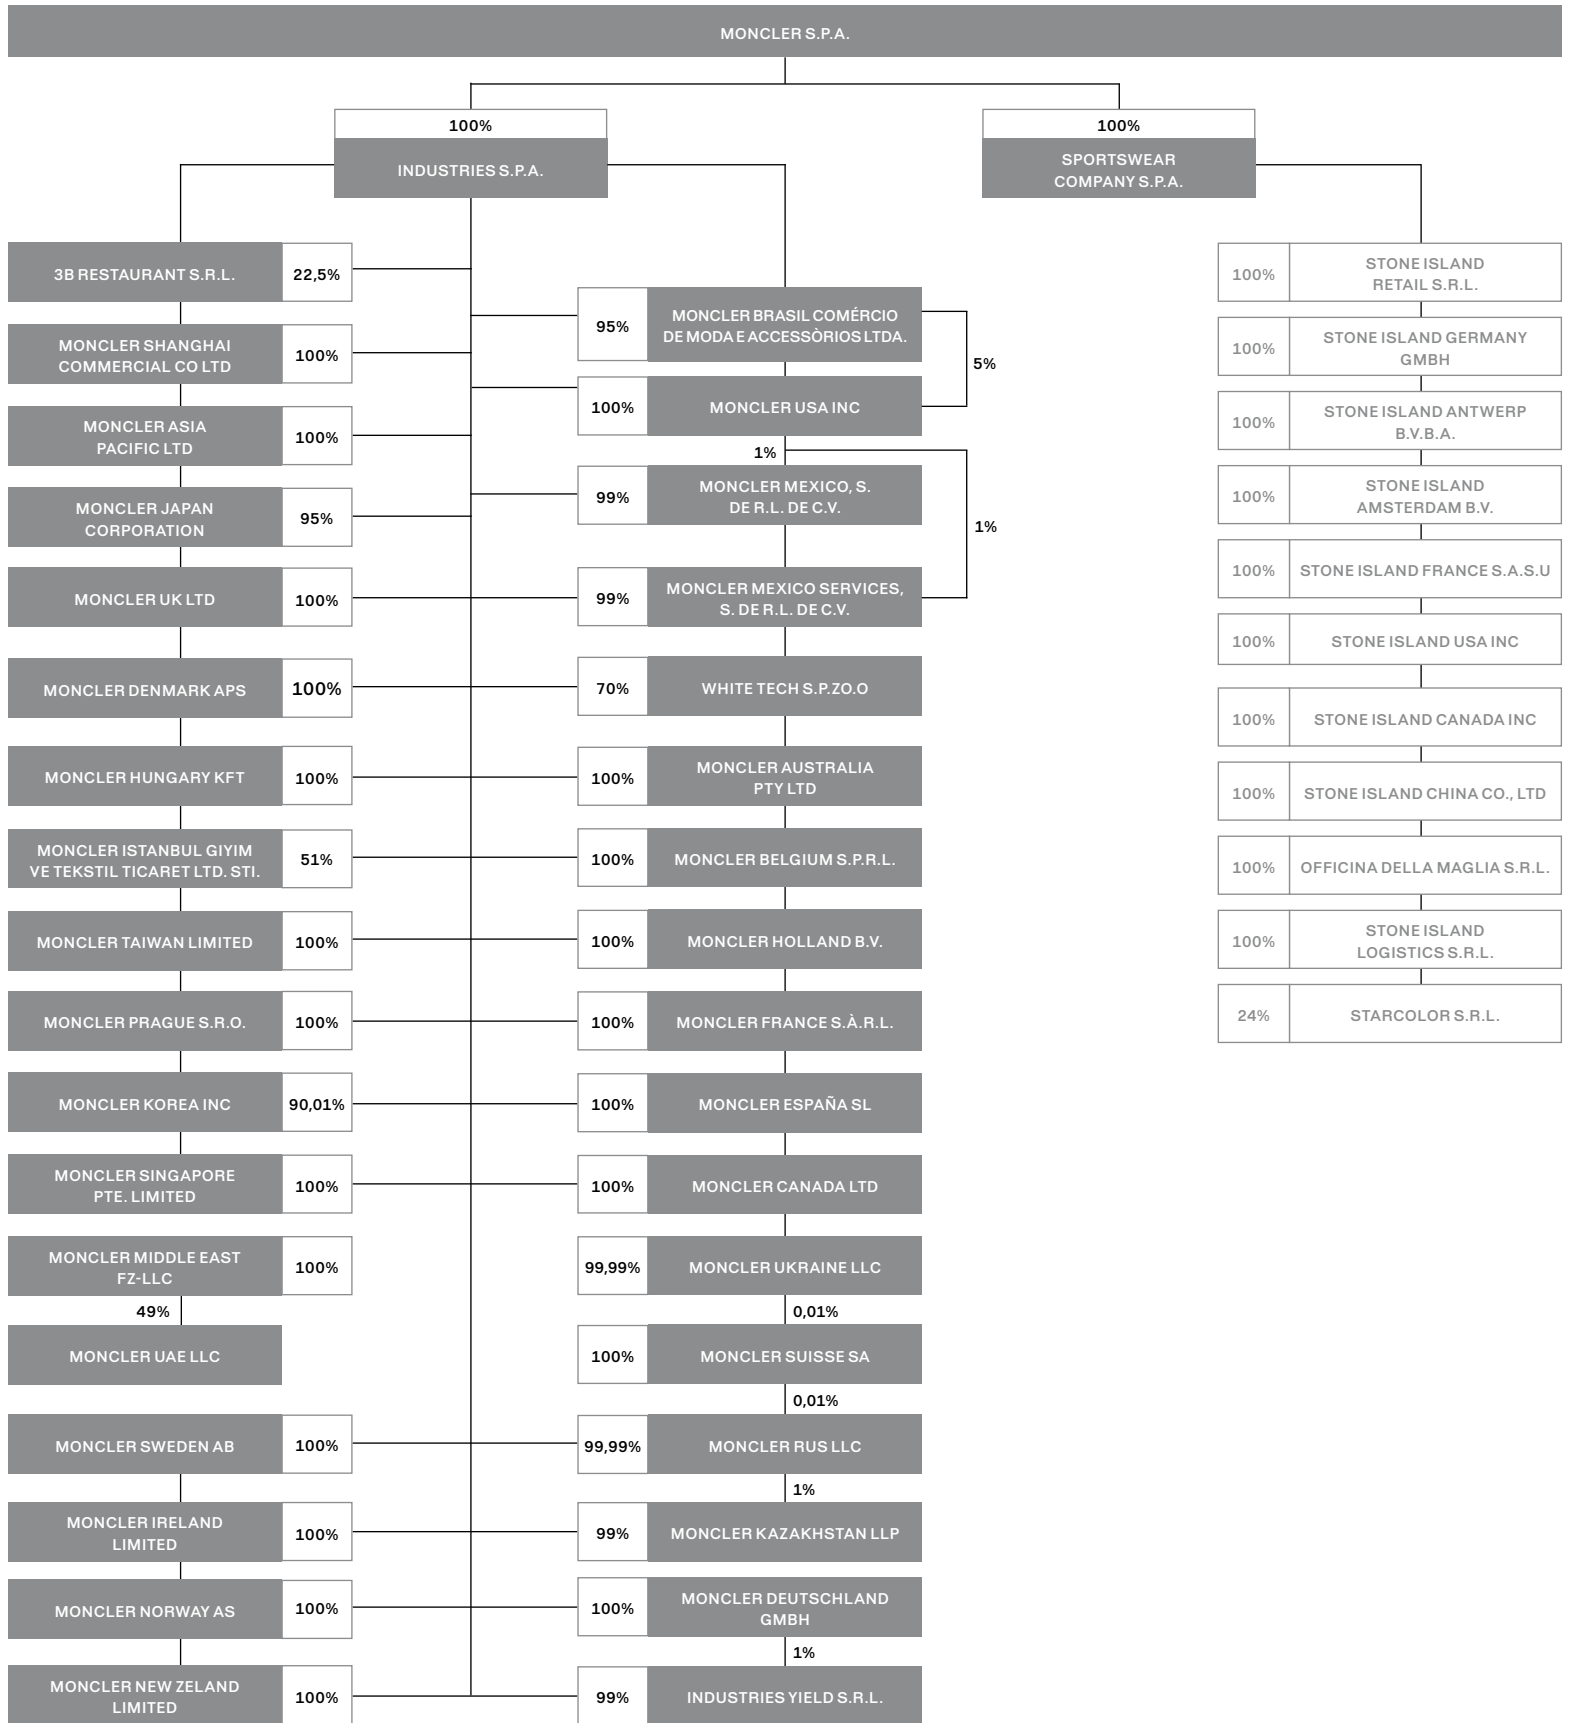 MONCLER S.P.A.
100%
INDUSTRIES S.P.A.
100%
SPORTSWEAR
COMPANY S.P.A.
3B RESTAURANT S.R.L.
22,5%
MONCLER SHANGHAI
COMMERCIAL CO LTD
100%
MONCLER ASIA
PACIFIC LTD
100%
MONCLER JAPAN
CORPORATION
95%
MONCLER UK LTD
100%
MONCLER DENMARK APS
100%
MONCLER HUNGARY KFT
100%
MONCLER ISTANBUL GIYIM
VE TEKSTIL TICARET LTD. STI.
51%
MONCLER TAIWAN LIMITED
100%
MONCLER PRAGUE S.R.O.
100%
MONCLER KOREA INC
90,01%
MONCLER SINGAPORE
PTE. LIMITED
100%
MONCLER MIDDLE EAST
FZ-LLC
100%
49%
MONCLER UAE LLC
MONCLER SWEDEN AB
100%
MONCLER IRELAND
LIMITED
100%
MONCLER NORWAY AS
100%
MONCLER NEW ZELAND
LIMITED
100%
95%
MONCLER BRASIL COMÉRCIO
DE MODA E ACCESSÒRIOS LTDA.
5%
100%
MONCLER USA INC
1%
99%
MONCLER MEXICO, S.
DE R.L. DE C.V.
1%
99%
MONCLER MEXICO SERVICES,
S. DE R.L. DE C.V.
70%
WHITE TECH S.P.ZO.O
100%
MONCLER AUSTRALIA
PTY LTD
100%
MONCLER BELGIUM S.P.R.L.
100%
MONCLER HOLLAND B.V.
100%
MONCLER FRANCE S.À.R.L.
100%
MONCLER ESPAÑA SL
100%
MONCLER CANADA LTD
99,99%
MONCLER UKRAINE LLC
0,01%
100%
MONCLER SUISSE SA
0,01%
99,99%
MONCLER RUS LLC
1%
99%
MONCLER KAZAKHSTAN LLP
100%
MONCLER DEUTSCHLAND
GMBH
1%
99%
INDUSTRIES YIELD S.R.L.
100%
STONE ISLAND
RETAIL S.R.L.
100%
STONE ISLAND GERMANY
GMBH
100%
STONE ISLAND ANTWERP
B.V.B.A.
100%
STONE ISLAND
AMSTERDAM B.V.
100%
STONE ISLAND FRANCE S.A.S.U
100%
STONE ISLAND USA INC
100%
STONE ISLAND CANADA INC
100%
STONE ISLAND CHINA CO., LTD
100%
OFFICINA DELLA MAGLIA S.R.L.
100%
STONE ISLAND
LOGISTICS S.R.L.
24%
STARCOLOR S.R.L.